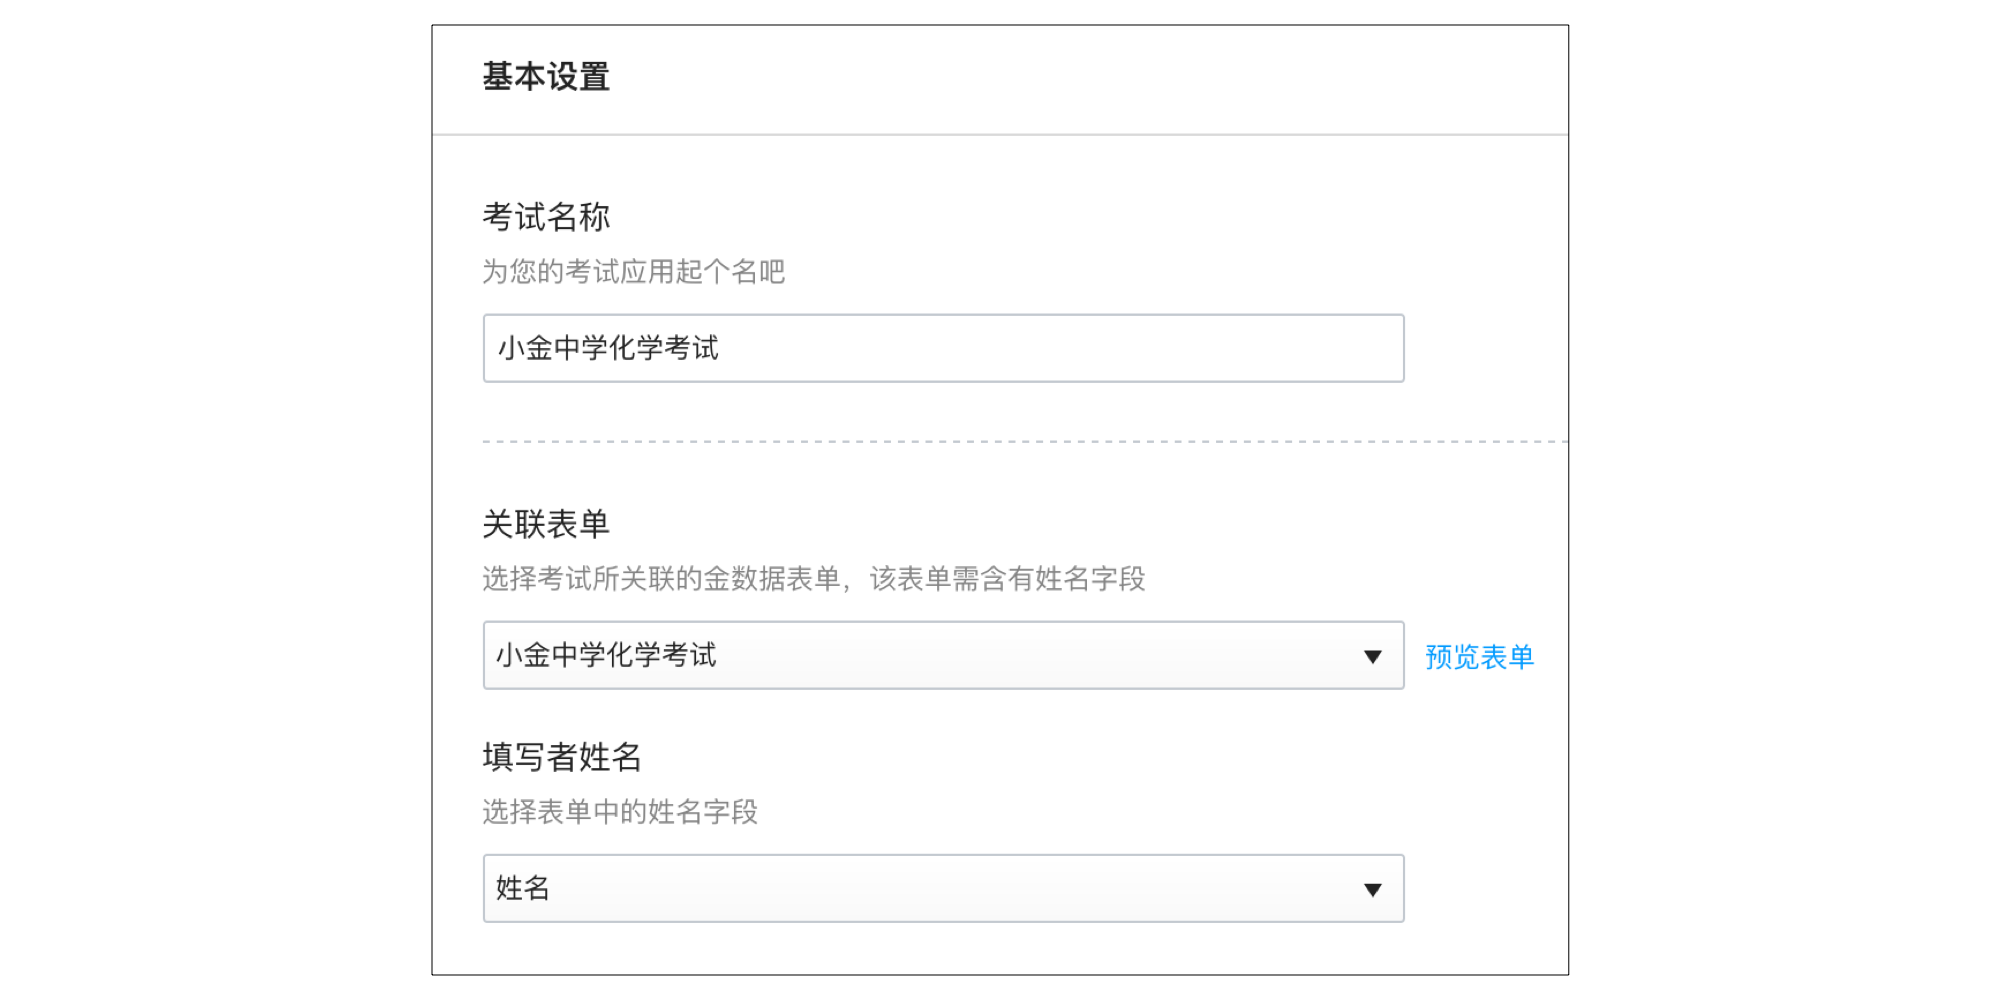 基本设置
考试名称
为您的考试应用起个名吧
小金中学化学考试
关联表单
选择考试所关联的金数据表单，该表单需含有姓名字段
小金中学化学考试
预览表单
填写者姓名
选择表单中的姓名字段
姓名